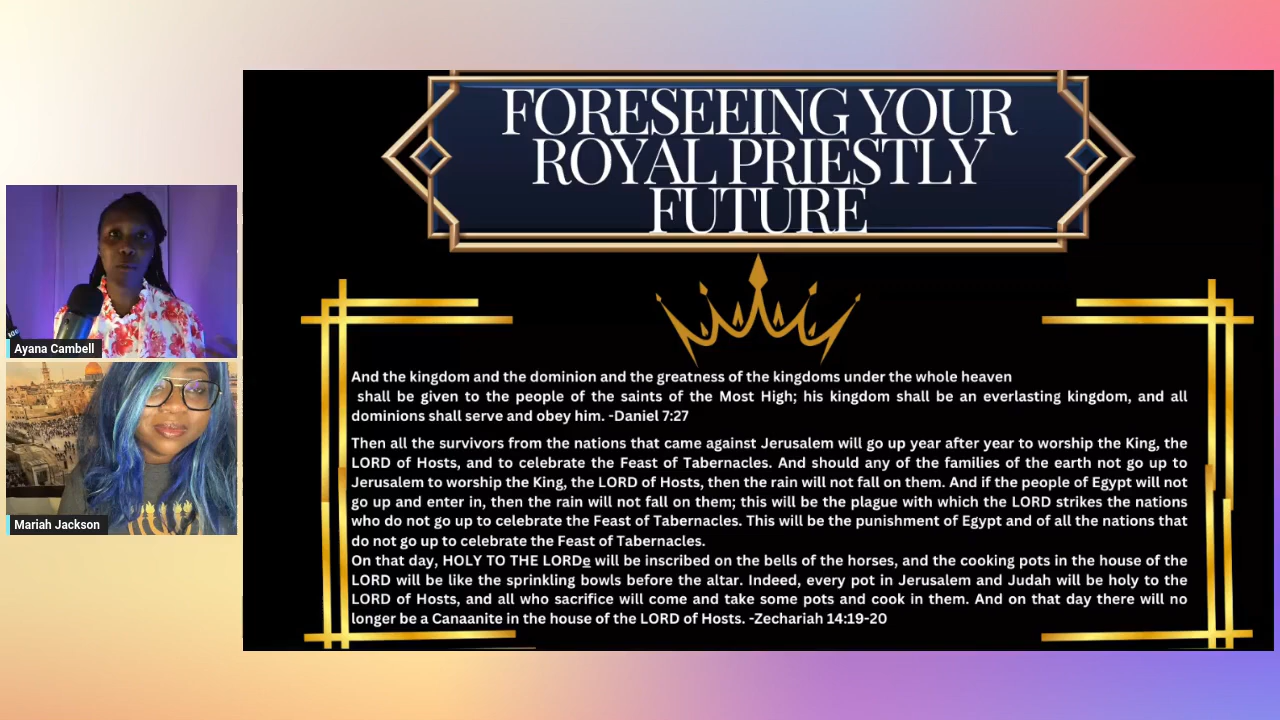 FORESEEING YOUR
ROYAL PRIESTLY
FUTURE
And the kingdom and the dominion and the greatness of the kingdoms under the whole heaven
shall be given to the people of the saints of the Most High; his kingdom shall be an everlasting kingdom, and all
dominions shall serve and obey him. -Daniel 7:27
Then all the survivors from the nations that came against Jerusalem will go up year after year to worship the King, the
LORD of Hosts, and to celebrate the Feast of Tabernacles. And should any of the families of the earth not go up to
Jerusalem to worship the King, the LORD of Hosts, then the rain will not fall on them. And if the people of Egypt will not
go up and enter in, then the rain will not fall on them; this will be the plague with which the LORD strikes the nations
who do not go up to celebrate the Feast of Tabernacles. This will be the punishment of Egypt and of all the nations that
do not go up to celebrate the Feast of Tabernacles.
On that day, HOLY TO THE LORDe will be inscribed on the bells of the horses, and the cooking pots in the house of the
LORD will be like the sprinkling bowls before the altar. Indeed, every pot in Jerusalem and Judah will be holy to the
LORD of Hosts, and all who sacrifice will come and take some pots and cook in them. And on that day there will no
longer be a Canaanite in the house of the LORD of Hosts. -Zechariah 14:19-20
Ayana Cambell
Mariah Jackson